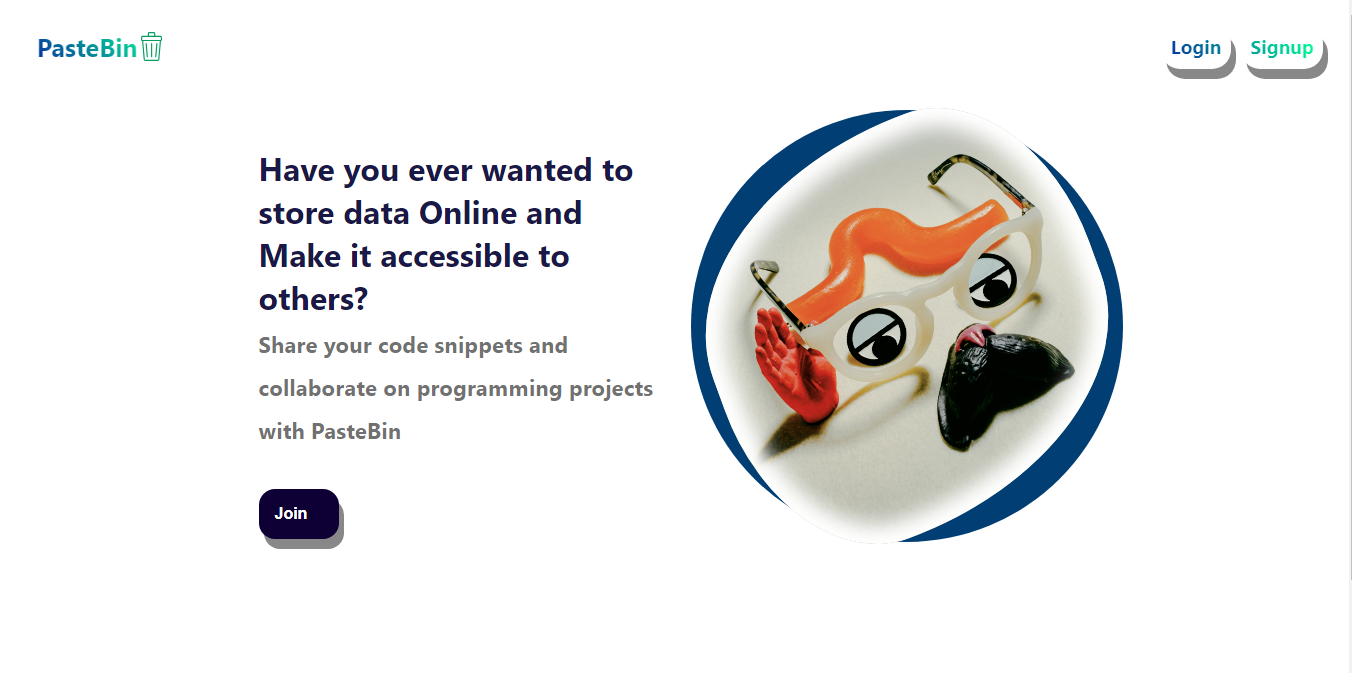 PasteBin
Login
Signup
Have you ever wanted to
store data Online and
Make it accessible to
others?
Share your code snippets and
collaborate on programming projects
with PasteBin
Join